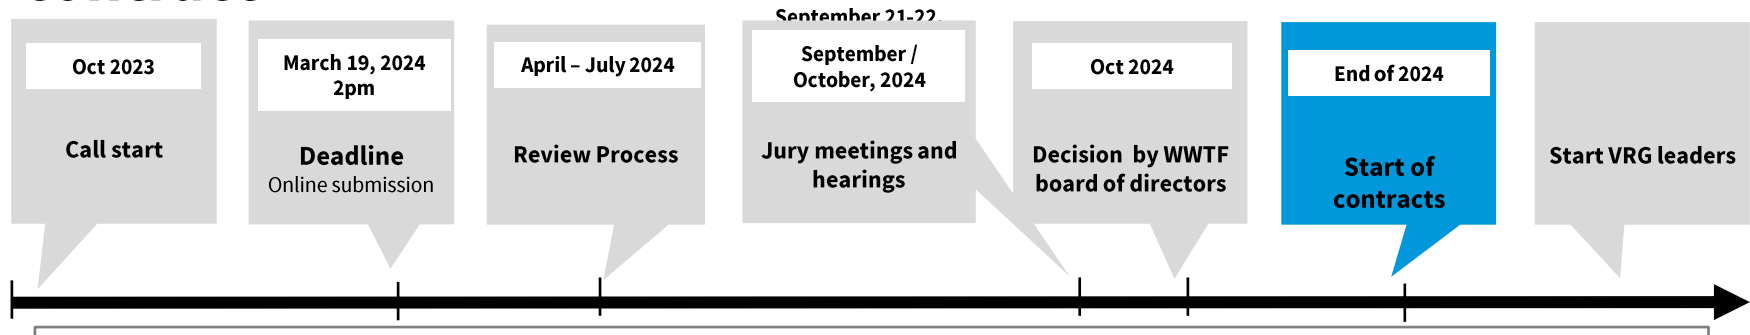 September 21-22,
Oct 2023
Call start
March 19, 2024
2pm
Deadline
Online submission
April – July 2024
Review Process
September /
October, 2024
Jury meetings and
hearings
Oct 2024
Decision by WWTF
board of directors
End of 2024
Start of
contracts
Start VRG leaders